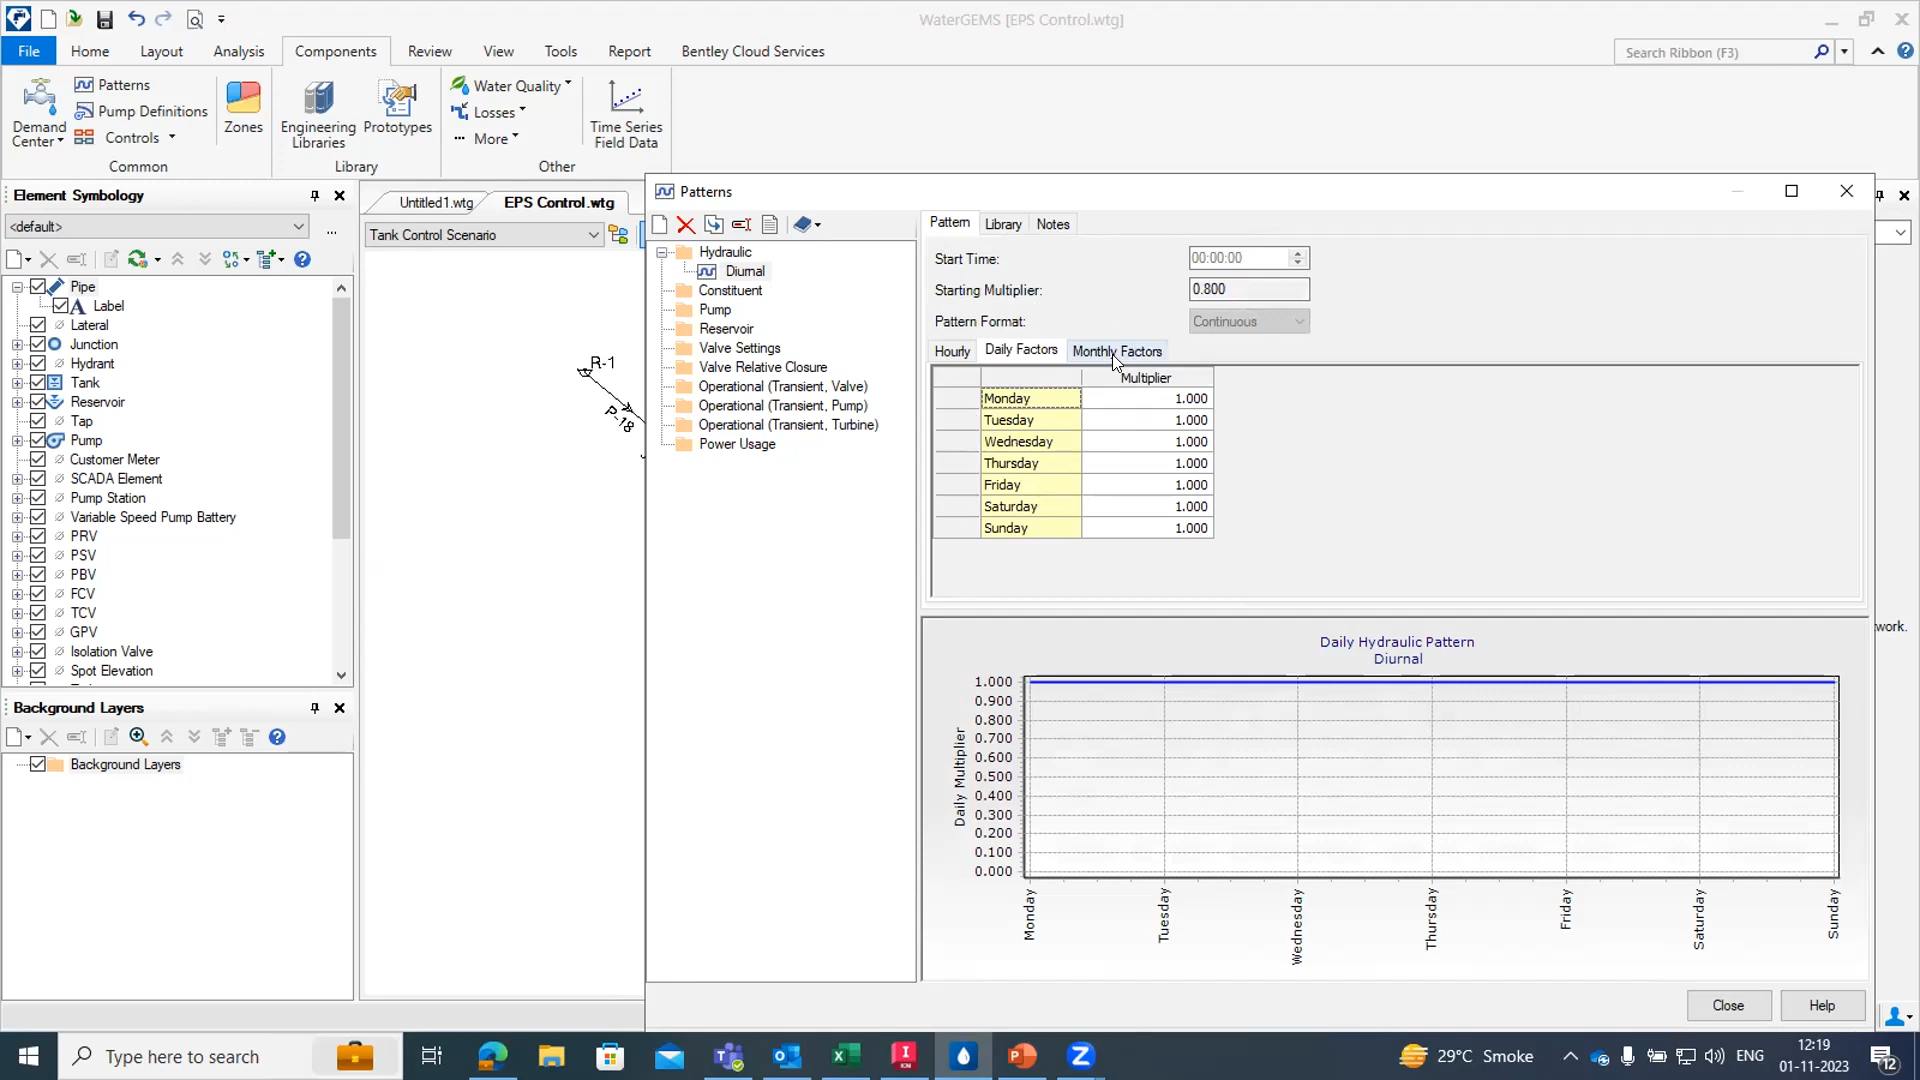 WaterGEMS [EPS Control.wtg]
File Home Layout Analysis Components Review View Tools Report Bentley Cloud Services
Search Ribbon (F3)
Demand Center
Patterns
Pump Definitions
Controls
Common
Zones
Engineering Libraries
Prototypes
Library
Water Quality
Losses
More
Other
Time Series Field Data
Element Symbology
<default>
...
Pipe
Label
Lateral
Junction
Hydrant
Tank
Reservoir
Tap
Pump
Customer Meter
SCADA Element
Pump Station
Variable Speed Pump Battery
PRV
PSV
PBV
FCV
TCV
GPV
Isolation Valve
Spot Elevation
Background Layers
Background Layers
Untitled1.wtg
EPS Control.wtg
Tank Control Scenario
R-1
P-18
Patterns
Hydraulic
Diurnal
Constituent
Pump
Reservoir
Valve Settings
Valve Relative Closure
Operational (Transient, Valve)
Operational (Transient, Pump)
Operational (Transient, Turbine)
Power Usage
Pattern Library Notes
Start Time: 00:00:00
Starting Multiplier: 0.800
Pattern Format: Continuous
Hourly Daily Factors Monthly Factors
Multiplier
Monday 1.000
Tuesday 1.000
Wednesday 1.000
Thursday 1.000
Friday 1.000
Saturday 1.000
Sunday 1.000
work.
Daily Hydraulic Pattern
Diurnal
Daily Multiplier
1.000
0.900
0.800
0.700
0.600
0.500
0.400
0.300
0.200
0.100
0.000
Monday Tuesday Wednesday Thursday Friday Saturday Sunday
Close Help
Type here to search
29°C Smoke
ENG
12:19
01-11-2023
12